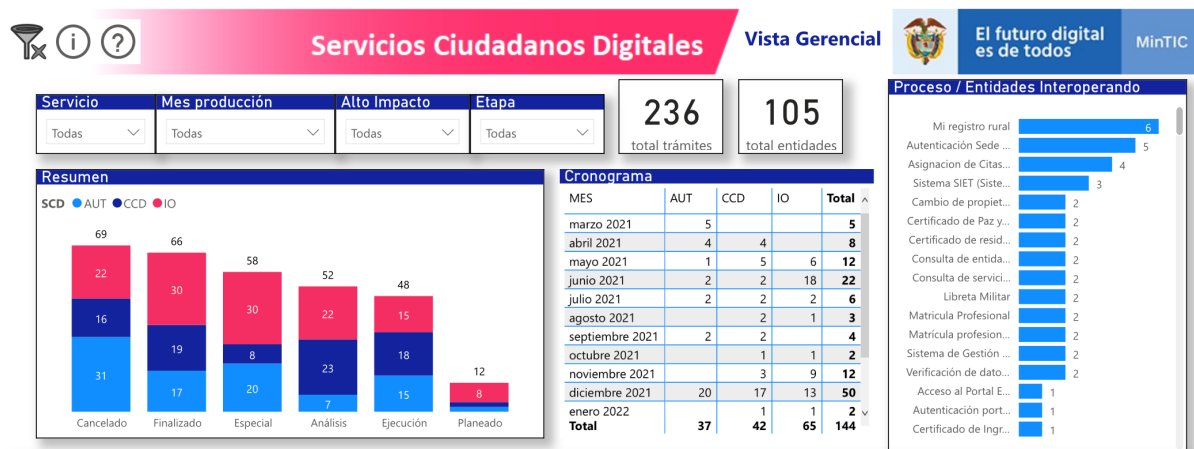 Servicios Ciudadanos Digitales
Vista Gerencial
El futuro digital
es de todos
MinTIC
Servicio
Mes producción
Alto Impacto
Etapa
Todas
Todas
Todas
Todas
236
total trámites
105
total entidades
Resumen
SCD AUT CCD IO
69
66
58
52
48
12
22
16
31
30
19
17
30
8
20
22
23
7
15
18
15
8
Cancelado Finalizado Especial Análisis Ejecución Planeado
Cronograma
MES AUT CCD IO Total
marzo 2021 5 5
abril 2021 4 4 8
mayo 2021 1 5 6 12
junio 2021 2 2 18 22
julio 2021 2 2 2 6
agosto 2021 2 1 3
septiembre 2021 2 2 4
octubre 2021 1 1 2
noviembre 2021 3 9 12
diciembre 2021 20 17 13 50
enero 2022 1 1 2
Total 37 42 65 144
Proceso / Entidades Interoperando
Mi registro rural 6
Autenticación Sede ... 5
Asignacion de Citas... 4
Sistema SIET (Siste... 3
Cambio de propiet... 2
Certificado de Paz y... 2
Certificado de resid... 2
Consulta de entida... 2
Consulta de servici... 2
Libreta Militar 2
Matricula Profesional 2
Matricula profesion... 2
Sistema de Gestión ... 2
Verificación de dato... 2
Acceso al Portal E... 1
Autenticación port... 1
Certificado de Ingr... 1